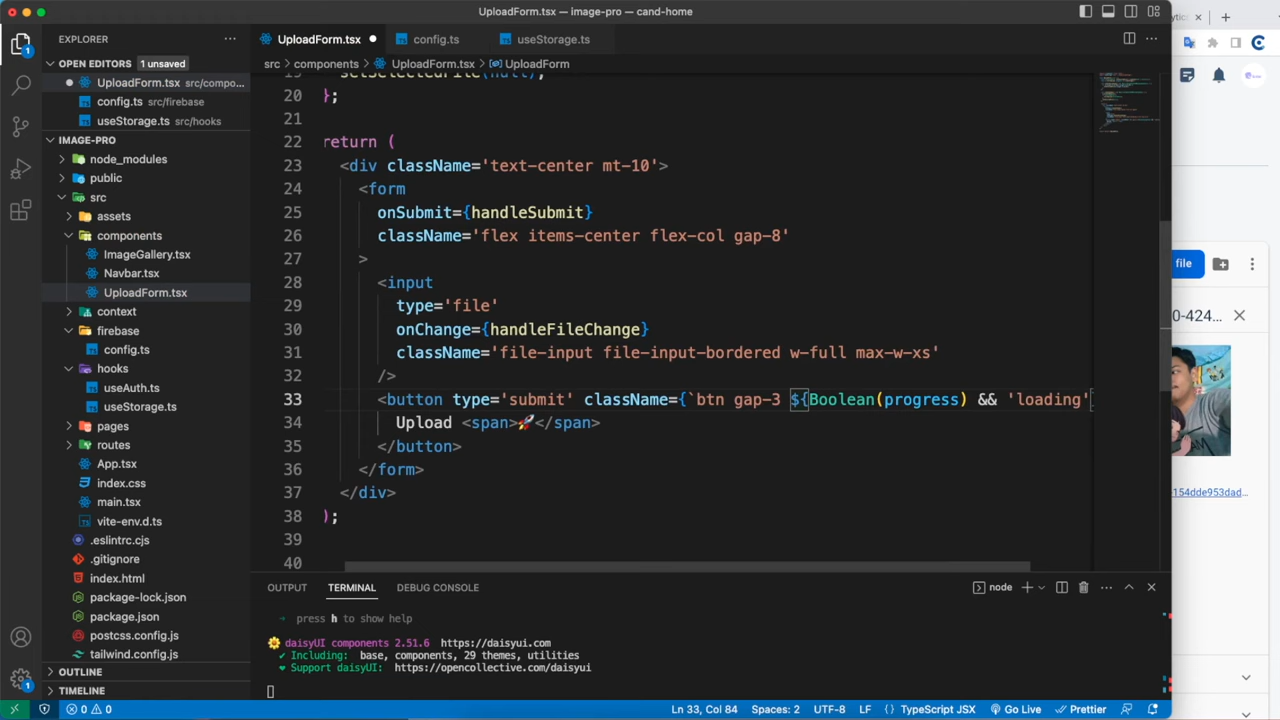 UploadForm.tsx — image-pro — cand-home
EXPLORER
UploadForm.tsx
config.ts
useStorage.ts
src
components
UploadForm.tsx
UploadForm
OPEN EDITORS
1 unsaved
UploadForm.tsx src/compo...
config.ts src/firebase
useStorage.ts src/hooks
IMAGE-PRO
node_modules
public
src
assets
components
ImageGallery.tsx
Navbar.tsx
UploadForm.tsx
context
firebase
config.ts
hooks
useAuth.ts
useStorage.ts
pages
routes
App.tsx
index.css
main.tsx
vite-env.d.ts
.eslintrc.cjs
.gitignore
index.html
package-lock.json
package.json
postcss.config.js
tailwind.config.js
OUTLINE
TIMELINE
20 };
21
22 return (
23 <div className='text-center mt-10'>
24 <form
25 onSubmit={handleSubmit}
26 className='flex items-center flex-col gap-8'
27 >
28 <input
29 type='file'
30 onChange={handleFileChange}
31 className='file-input file-input-bordered w-full max-w-xs'
32 />
33 <button type='submit' className={`btn gap-3 ${Boolean(progress) && 'loading'
34 Upload <span>🚀</span>
35 </button>
36 </form>
37 </div>
38 );
39
40
OUTPUT
TERMINAL
DEBUG CONSOLE
node
→ press h to show help
🌼 daisyUI components 2.51.6 https://daisyui.com
✔ Including: base, components, 29 themes, utilities
❤ Support daisyUI: https://opencollective.com/daisyui
0
0
Ln 33, Col 84
Spaces: 2
UTF-8
LF
{} TypeScript JSX
Go Live
Prettier
file
0-424...
154dde953dad...